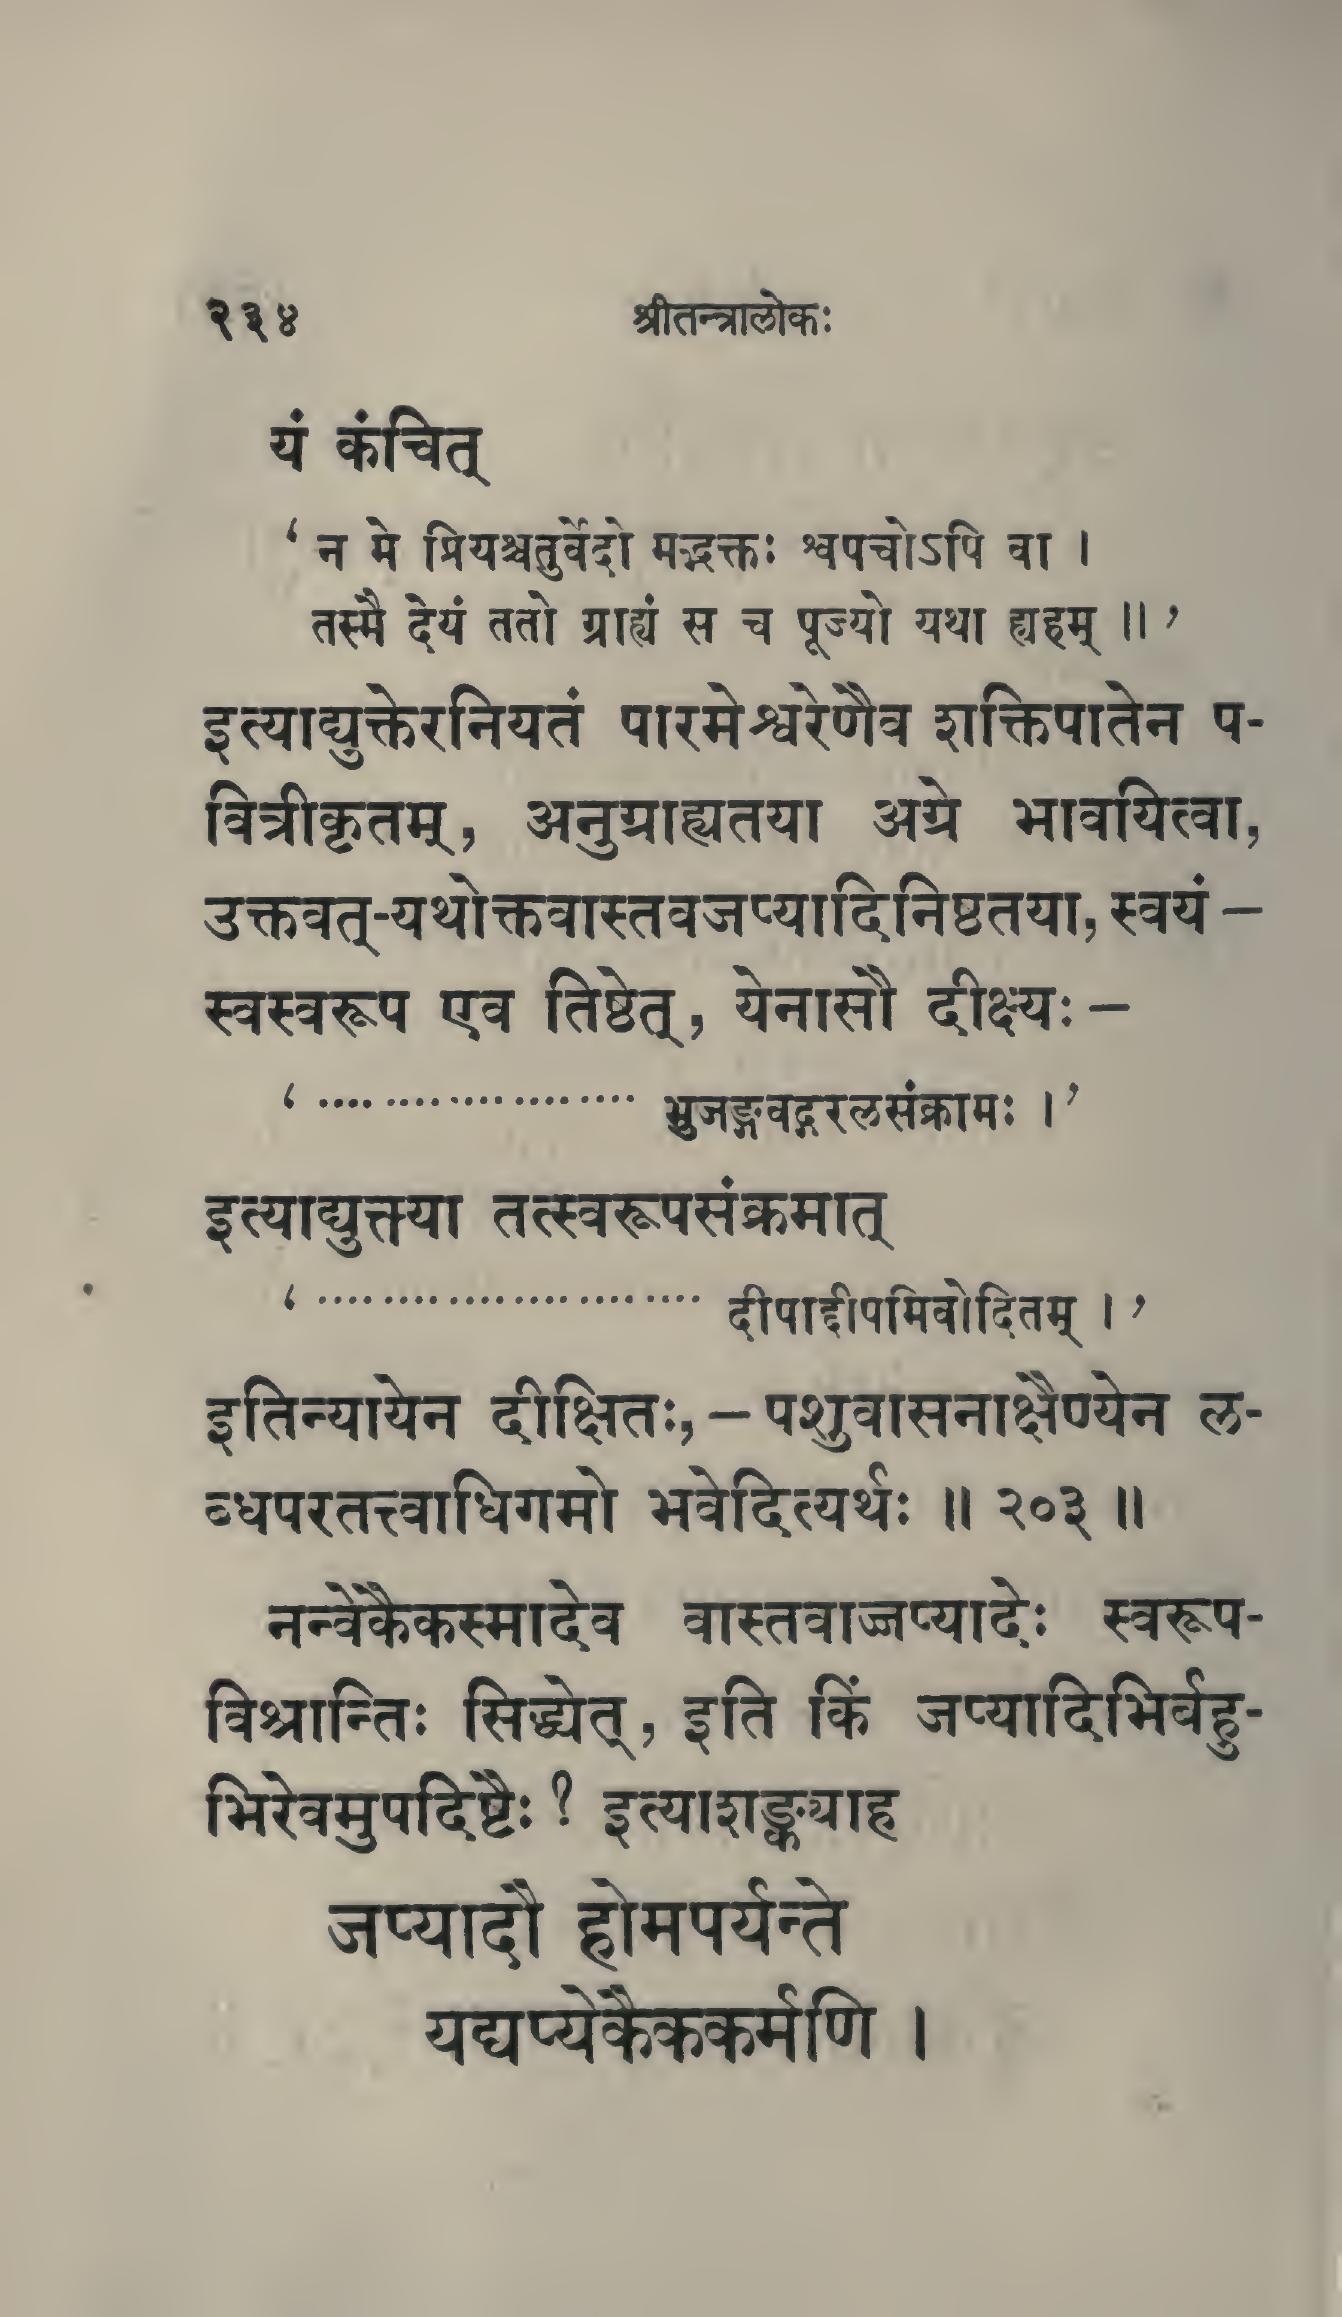 २३४ श्रीतन्त्रालोकः
यं कंचित्
‘ न मे प्रियश्चतुर्वेदो मद्भक्तः श्वपचोऽपि वा ।
तस्मै देयं ततो ग्राह्यं स च पूज्यो यथा ह्यहम् ॥ ’
इत्याद्युक्तेरनियतं पारमेश्वरेणैव शक्तिपातेन प-
वित्रीकृतम्, अनुग्राह्यतया अग्रे भावयित्वा,
उक्तवत्-यथोक्तवास्तवजप्यादिनिष्ठतया, स्वयं —
स्वस्वरूप एव तिष्ठेत्, येनासौ दीक्ष्यः —
‘ ........................ भुजङ्गवद्गरलसंक्रामः । ’
इत्याद्युक्त्या तत्स्वरूपसंक्रमात्
‘ ........................ दीपाद्दीपमिवोदितम् । ’
इतिन्यायेन दीक्षितः, — पशुवासनाक्षैण्येन ल-
ब्धपरतत्त्वाधिगमो भवेदित्यर्थः ॥ २०३ ॥
नन्वेकैकस्मादेव वास्तवाज्जप्यादेः स्वरूप-
विश्रान्तिः सिद्ध्येत्, इति किं जप्यादिभिर्बहु-
भिरेवमुपदिष्टैः ? इत्याशङ्क्याह
जप्यादौ होमपर्यन्ते
यद्यप्येकैककर्मणि ।